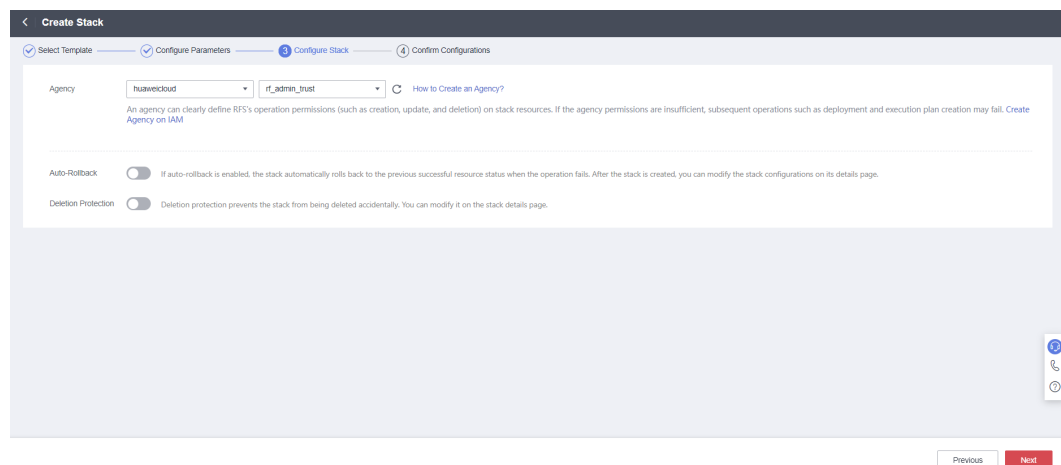 Create Stack
Select Template
Configure Parameters
3 Configure Stack
4 Confirm Configurations
Agency
huaweicloud
rf_admin_trust
How to Create an Agency?
An agency can clearly define RFS's operation permissions (such as creation, update, and deletion) on stack resources. If the agency permissions are insufficient, subsequent operations such as deployment and execution plan creation may fail. Create
Agency on IAM
Auto-Rollback
If auto-rollback is enabled, the stack automatically rolls back to the previous successful resource status when the operation fails. After the stack is created, you can modify the stack configurations on its details page.
Deletion Protection
Deletion protection prevents the stack from being deleted accidentally. You can modify it on the stack details page.
Previous
Next